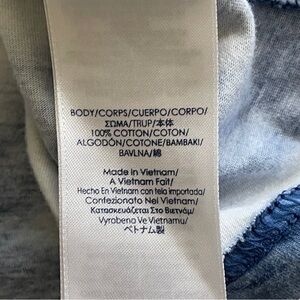 BODY/CORPS/CUERPO/CORPO/
ΣΩΜΑ/TRUP/本体
100% COTTON/COTON/
ALGODÓN/COTONE/BAMBAKI/
BAVLNA/綿
Made in Vietnam/
A Vietnam Fait/
Hecho En Vietnam con tela importada/
Confezionato Nel Vietnam/
Κατασκευάζεται Στο Βιετνάμ/
Vyrobeno Ve Vietnamu/
ベトナム製